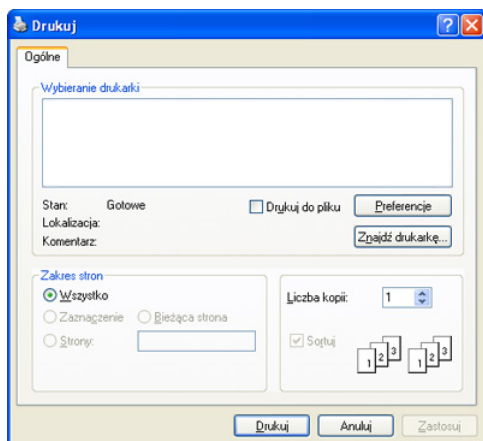 Drukuj
Ogólne
Wybieranie drukarki
Stan: Gotowe
Drukuj do pliku
Preferencje
Lokalizacja:
Komentarz:
Znajdź drukarkę...
Zakres stron
Wszystko
Zaznaczenie
Bieżąca strona
Strony:
Liczba kopii: 1
Sortuj
1 2 3 1 2 3
Drukuj
Anuluj
Zastosuj